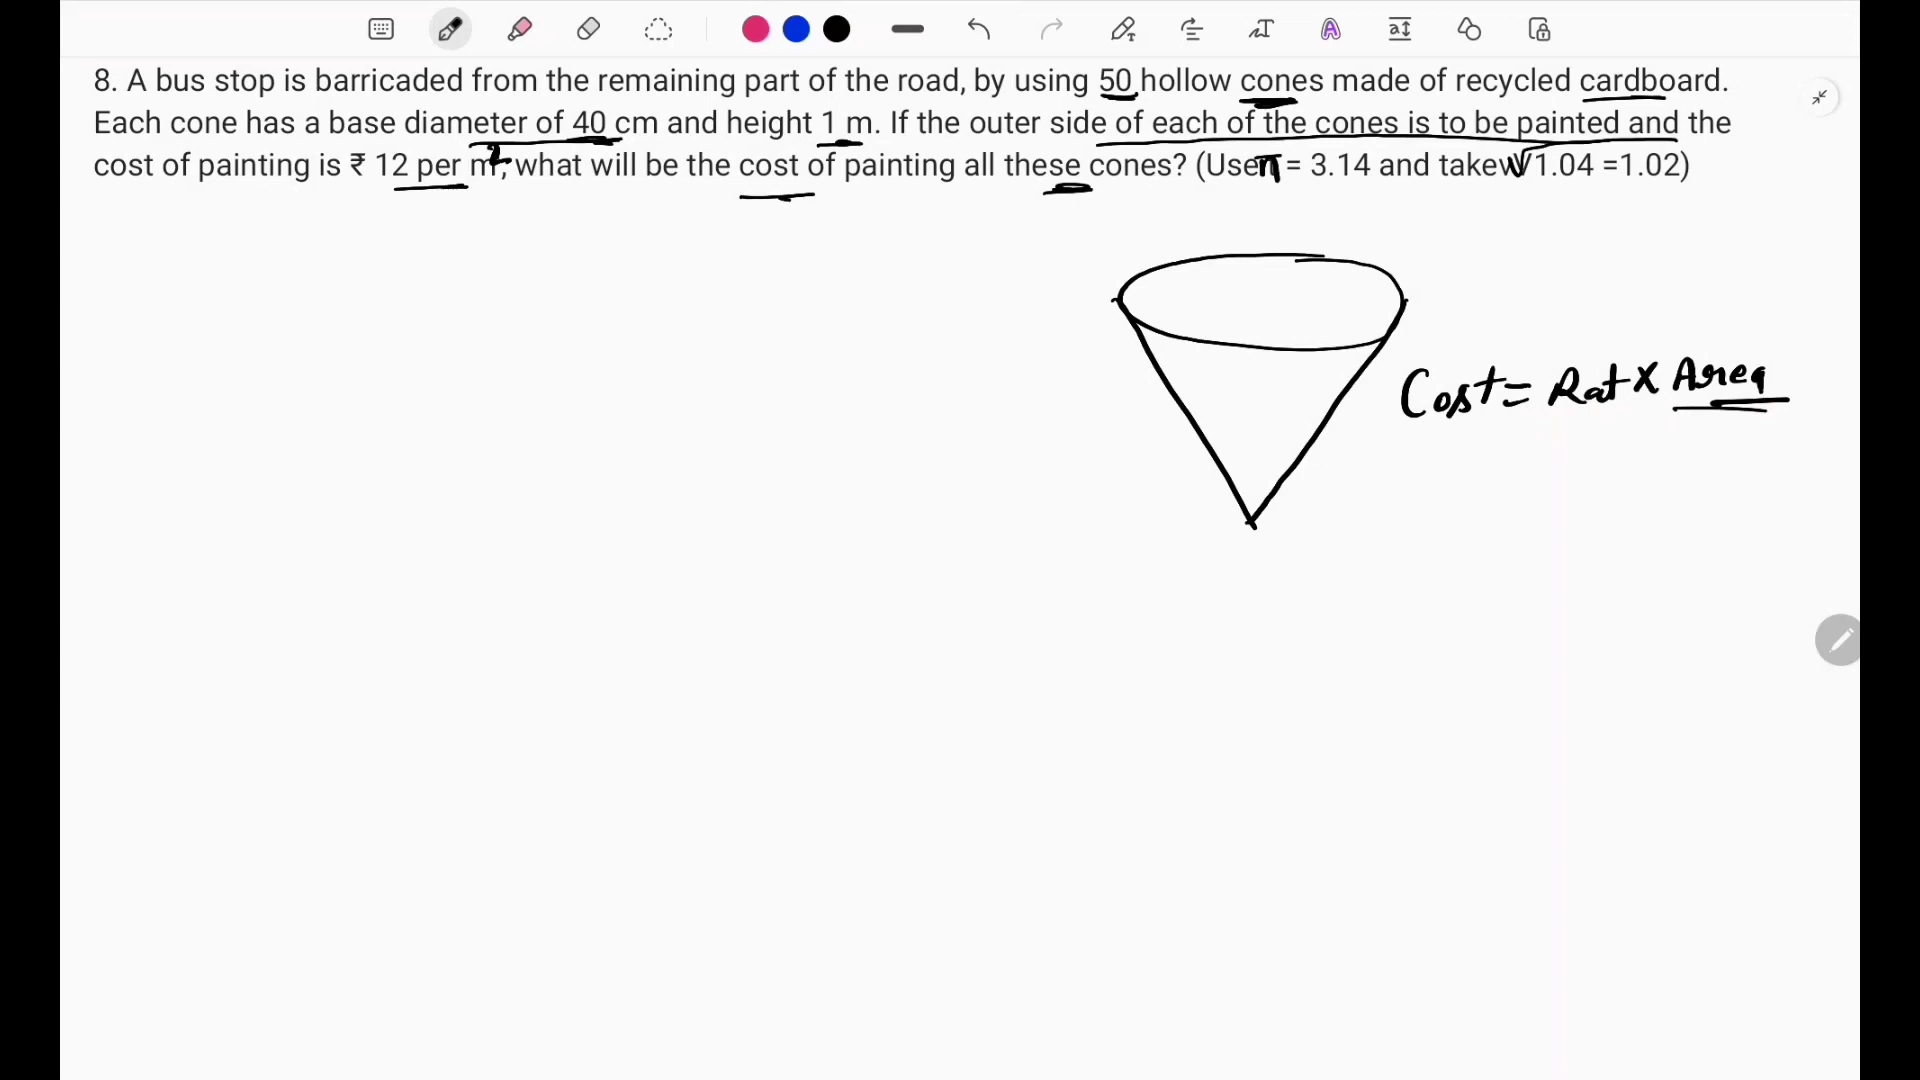 8. A bus stop is barricaded from the remaining part of the road, by using 50 hollow cones made of recycled cardboard.
Each cone has a base diameter of 40 cm and height 1 m. If the outer side of each of the cones is to be painted and the
cost of painting is ₹ 12 per m², what will be the cost of painting all these cones? (Use π = 3.14 and take √1.04 =1.02)
Cost = Rat × Area